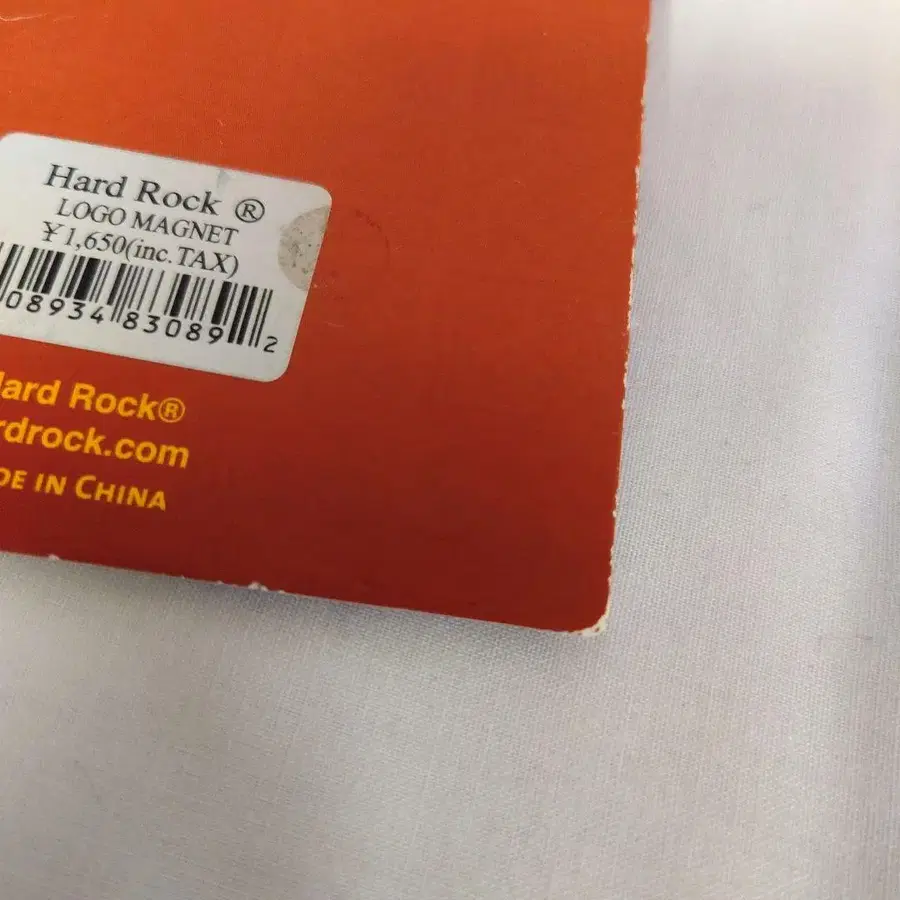 Hard Rock ®
LOGO MAGNET
¥1,650(inc.TAX)
08934 83089 2
Hard Rock®
rdrock.com
DE IN CHINA